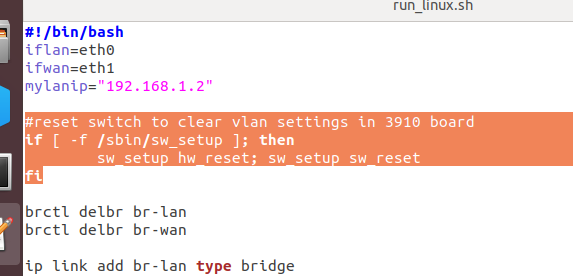 run_linux.sh
#!/bin/bash
iflan=eth0
ifwan=eth1
mylanip="192.168.1.2"
#reset switch to clear vlan settings in 3910 board
if [ -f /sbin/sw_setup ]; then
sw_setup hw_reset; sw_setup sw_reset
fi
brctl delbr br-lan
brctl delbr br-wan
ip link add br-lan type bridge